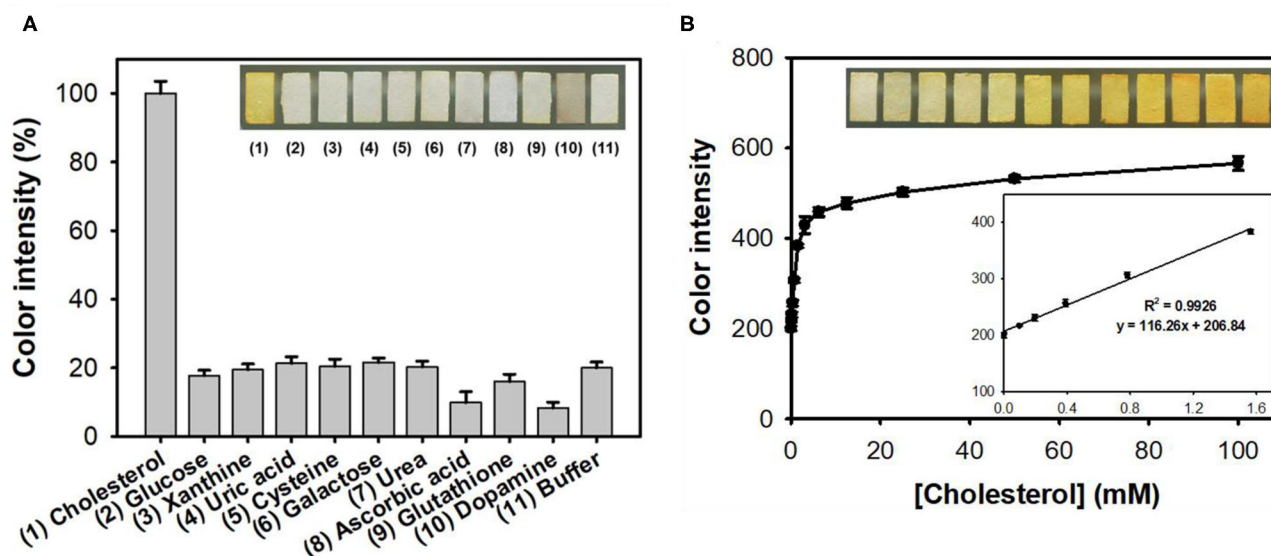 A
Color intensity (%)
100
80
60
40
20
0
(1) (2) (3) (4) (5) (6) (7) (8) (9) (10) (11)
(1) Cholesterol
(2) Glucose
(3) Xanthine
(4) Uric acid
(5) Cysteine
(6) Galactose
(7) Urea
(8) Ascorbic acid
(9) Glutathione
(10) Dopamine
(11) Buffer
B
Color intensity
800
600
400
200
0
0 20 40 60 80 100
[Cholesterol] (mM)
400
300
200
100
0.0 0.4 0.8 1.2 1.6
R² = 0.9926
y = 116.26x + 206.84